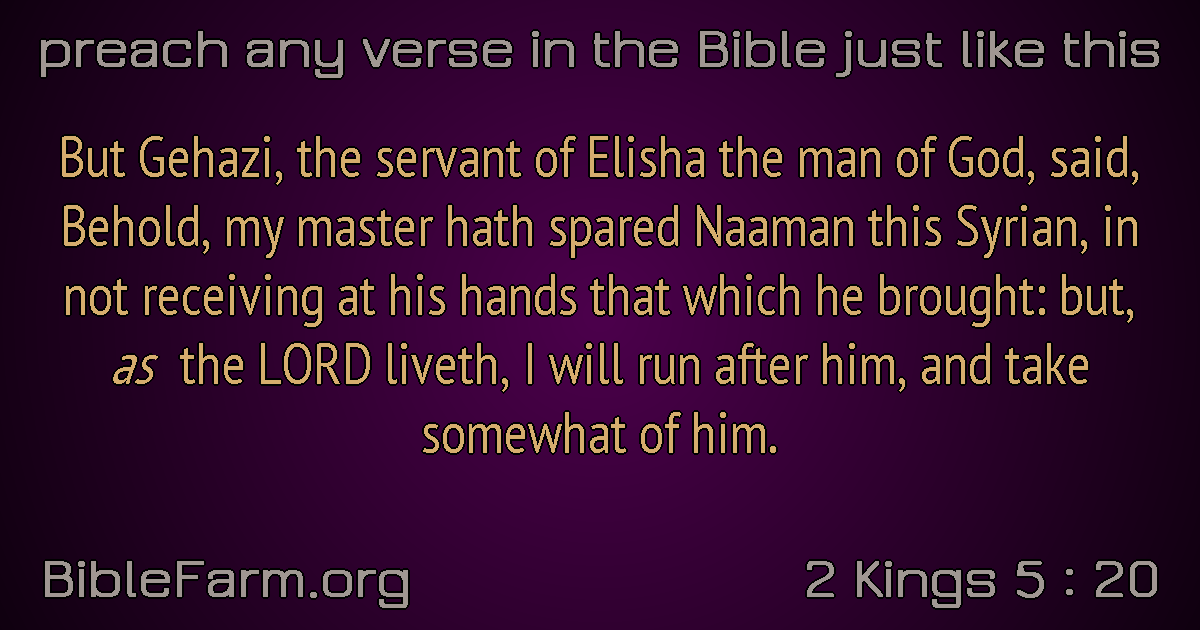 preach any verse in the Bible just like this
But Gehazi, the servant of Elisha the man of God, said,
Behold, my master hath spared Naaman this Syrian, in
not receiving at his hands that which he brought: but,
as the LORD liveth, I will run after him, and take
somewhat of him.
BibleFarm.org
2 Kings 5 : 20